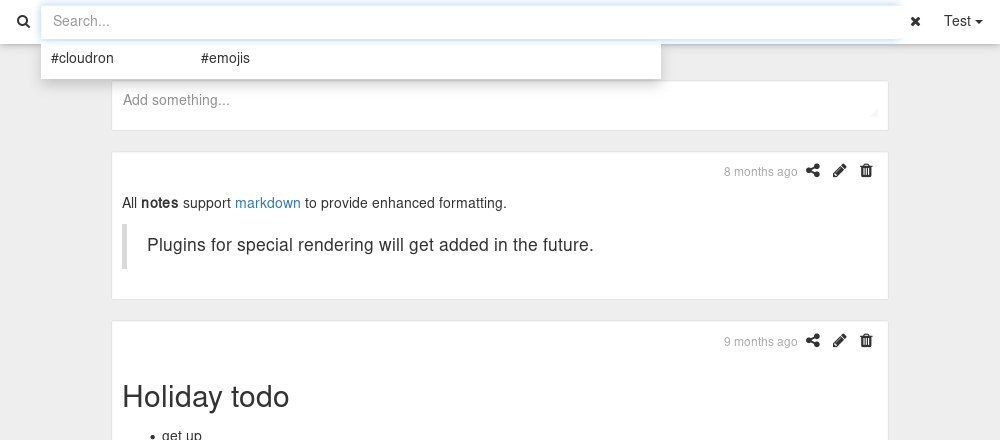 Search...
Test
#cloudron #emojis
Add something...
8 months ago
All notes support markdown to provide enhanced formatting.
Plugins for special rendering will get added in the future.
9 months ago
Holiday todo
• get up